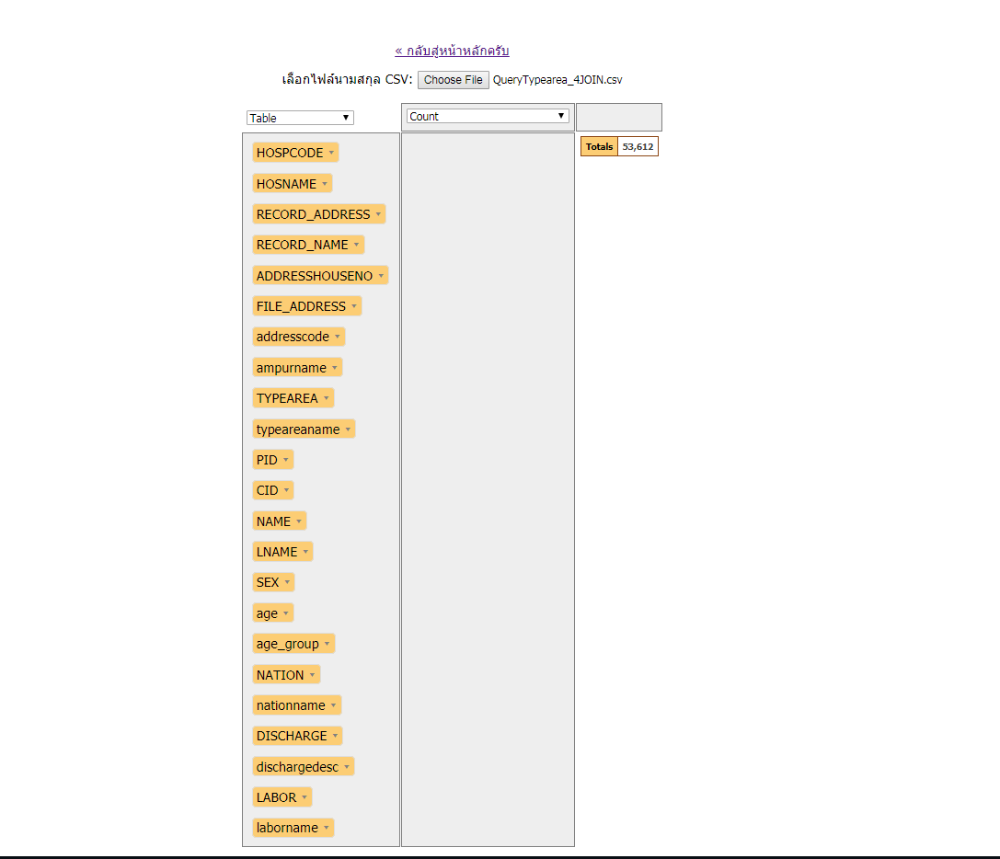 « กลับสู่หน้าหลักครับ
เลือกไฟล์นามสกุล CSV: Choose File QueryTypearea_4JOIN.csv
Table Count
Totals 53,612
HOSPCODE
HOSNAME
RECORD_ADDRESS
RECORD_NAME
ADDRESSHOUSENO
FILE_ADDRESS
addresscode
ampurname
TYPEAREA
typeareaname
PID
CID
NAME
LNAME
SEX
age
age_group
NATION
nationname
DISCHARGE
dischargedesc
LABOR
laborname